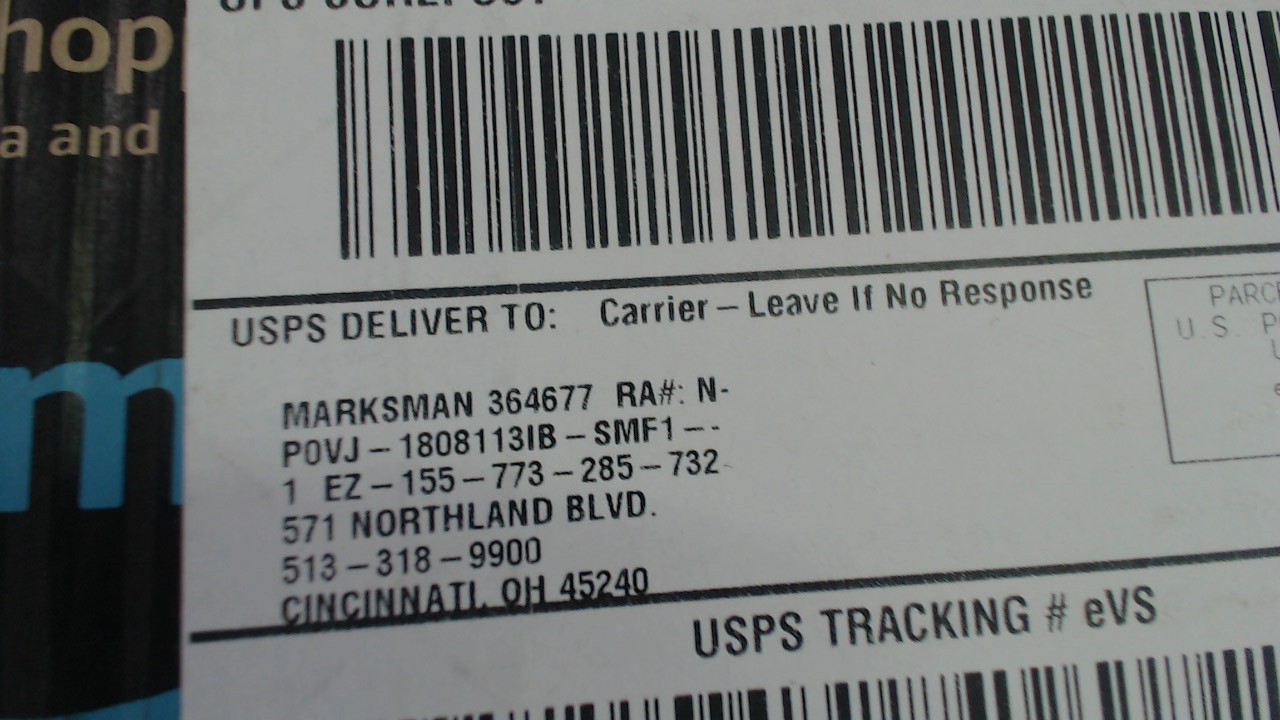 hop
a and
m
USPS DELIVER TO: Carrier – Leave If No Response
MARKSMAN 364677 RA#: N-
P0VJ – 1808113IB – SMF1 – -
1 EZ – 155 – 773 – 285 – 732
571 NORTHLAND BLVD.
513 – 318 – 9900
CINCINNATI, OH 45240
PARC
U.S. P
USPS TRACKING # eVS